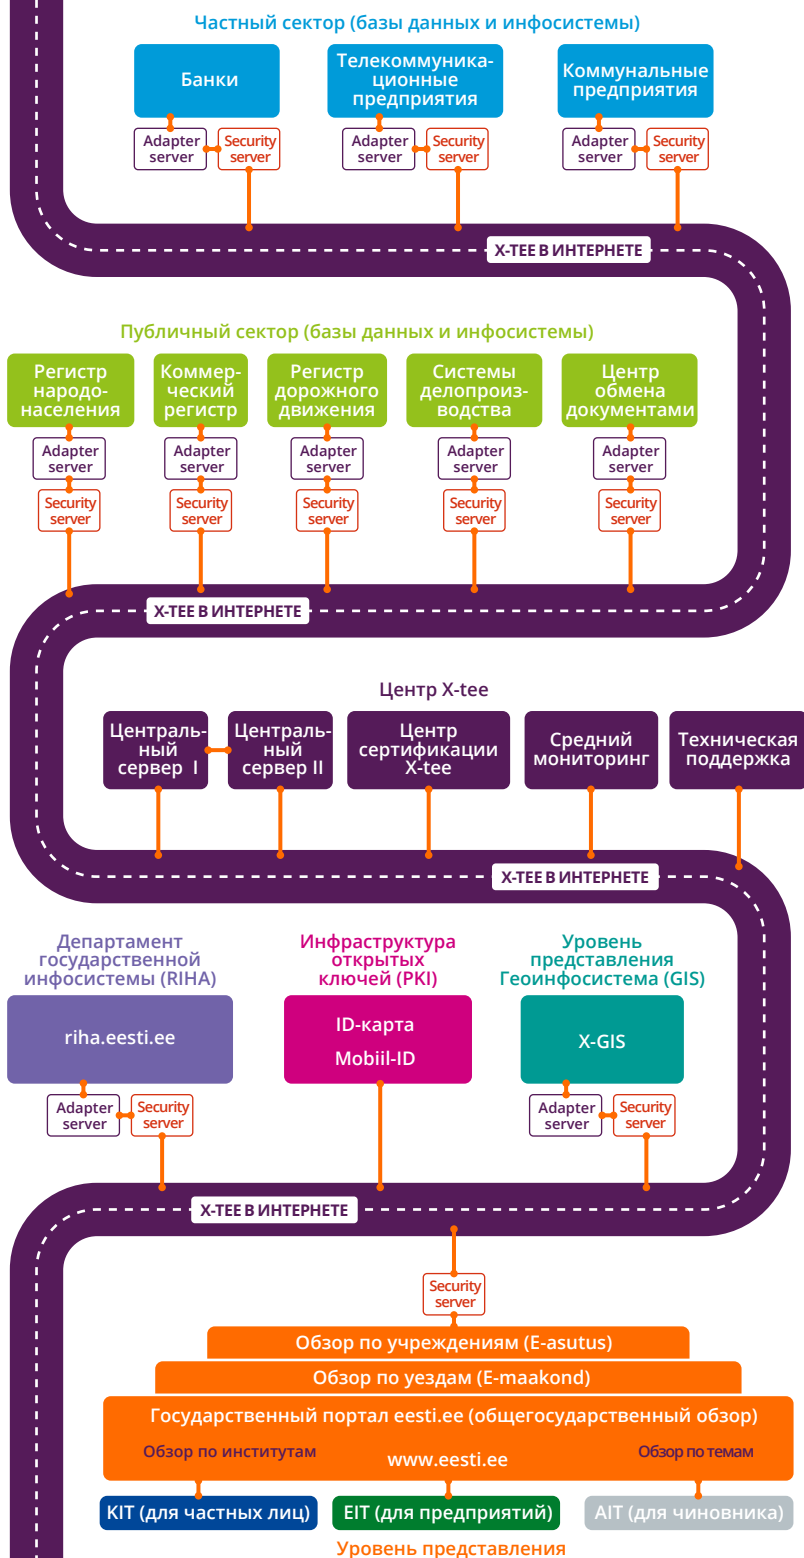 Частный сектор (базы данных и инфосистемы)
Банки
Телекоммуника-
ционные
предприятия
Коммунальные
предприятия
Adapter
server
Security
server
Adapter
server
Security
server
Adapter
server
Security
server
X-TEE В ИНТЕРНЕТЕ
Публичный сектор (базы данных и инфосистемы)
Регистр
народо-
населения
Коммер-
ческий
регистр
Регистр
дорожного
движения
Системы
делопроиз-
водства
Центр
обмена
документами
Adapter
server
Adapter
server
Adapter
server
Adapter
server
Adapter
server
Security
server
Security
server
Security
server
Security
server
Security
server
X-TEE В ИНТЕРНЕТЕ
Центр X-tee
Централь-
ный
сервер I
Централь-
ный
сервер II
Центр
сертификации
X-tee
Средний
мониторинг
Техническая
поддержка
X-TEE В ИНТЕРНЕТЕ
Департамент
государственной
инфосистемы (RIHA)
Инфраструктура
открытых
ключей (PKI)
Уровень
представления
Геоинфосистема (GIS)
riha.eesti.ee
ID-карта
Mobiil-ID
X-GIS
Adapter
server
Security
server
Adapter
server
Security
server
X-TEE В ИНТЕРНЕТЕ
Security
server
Обзор по учреждениям (E-asutus)
Обзор по уездам (E-maakond)
Государственный портал eesti.ee (общегосударственный обзор)
Обзор по институтам
www.eesti.ee
Обзор по темам
KIT (для частных лиц)
EIT (для предприятий)
AIT (для чиновника)
Уровень представления